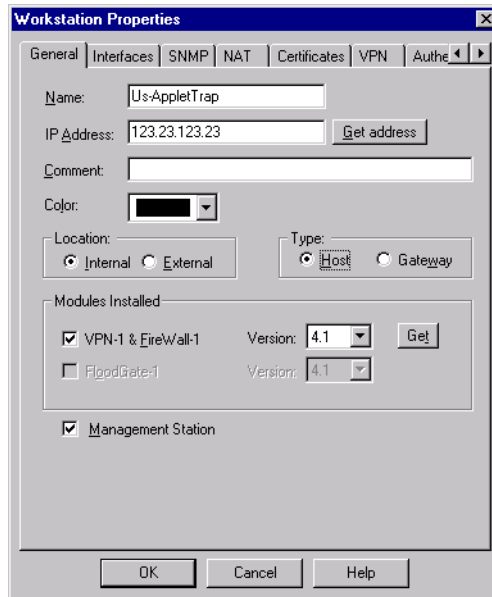 Workstation Properties
General Interfaces SNMP NAT Certificates VPN Authe
Name: Us-AppletTrap
IP Address: 123.23.123.23 Get address
Comment:
Color:
Location: Type:
Internal External Host Gateway
Modules Installed
VPN-1 & FireWall-1 Version: 4.1 Get
FloodGate-1 Version: 4.1
Management Station
OK Cancel Help